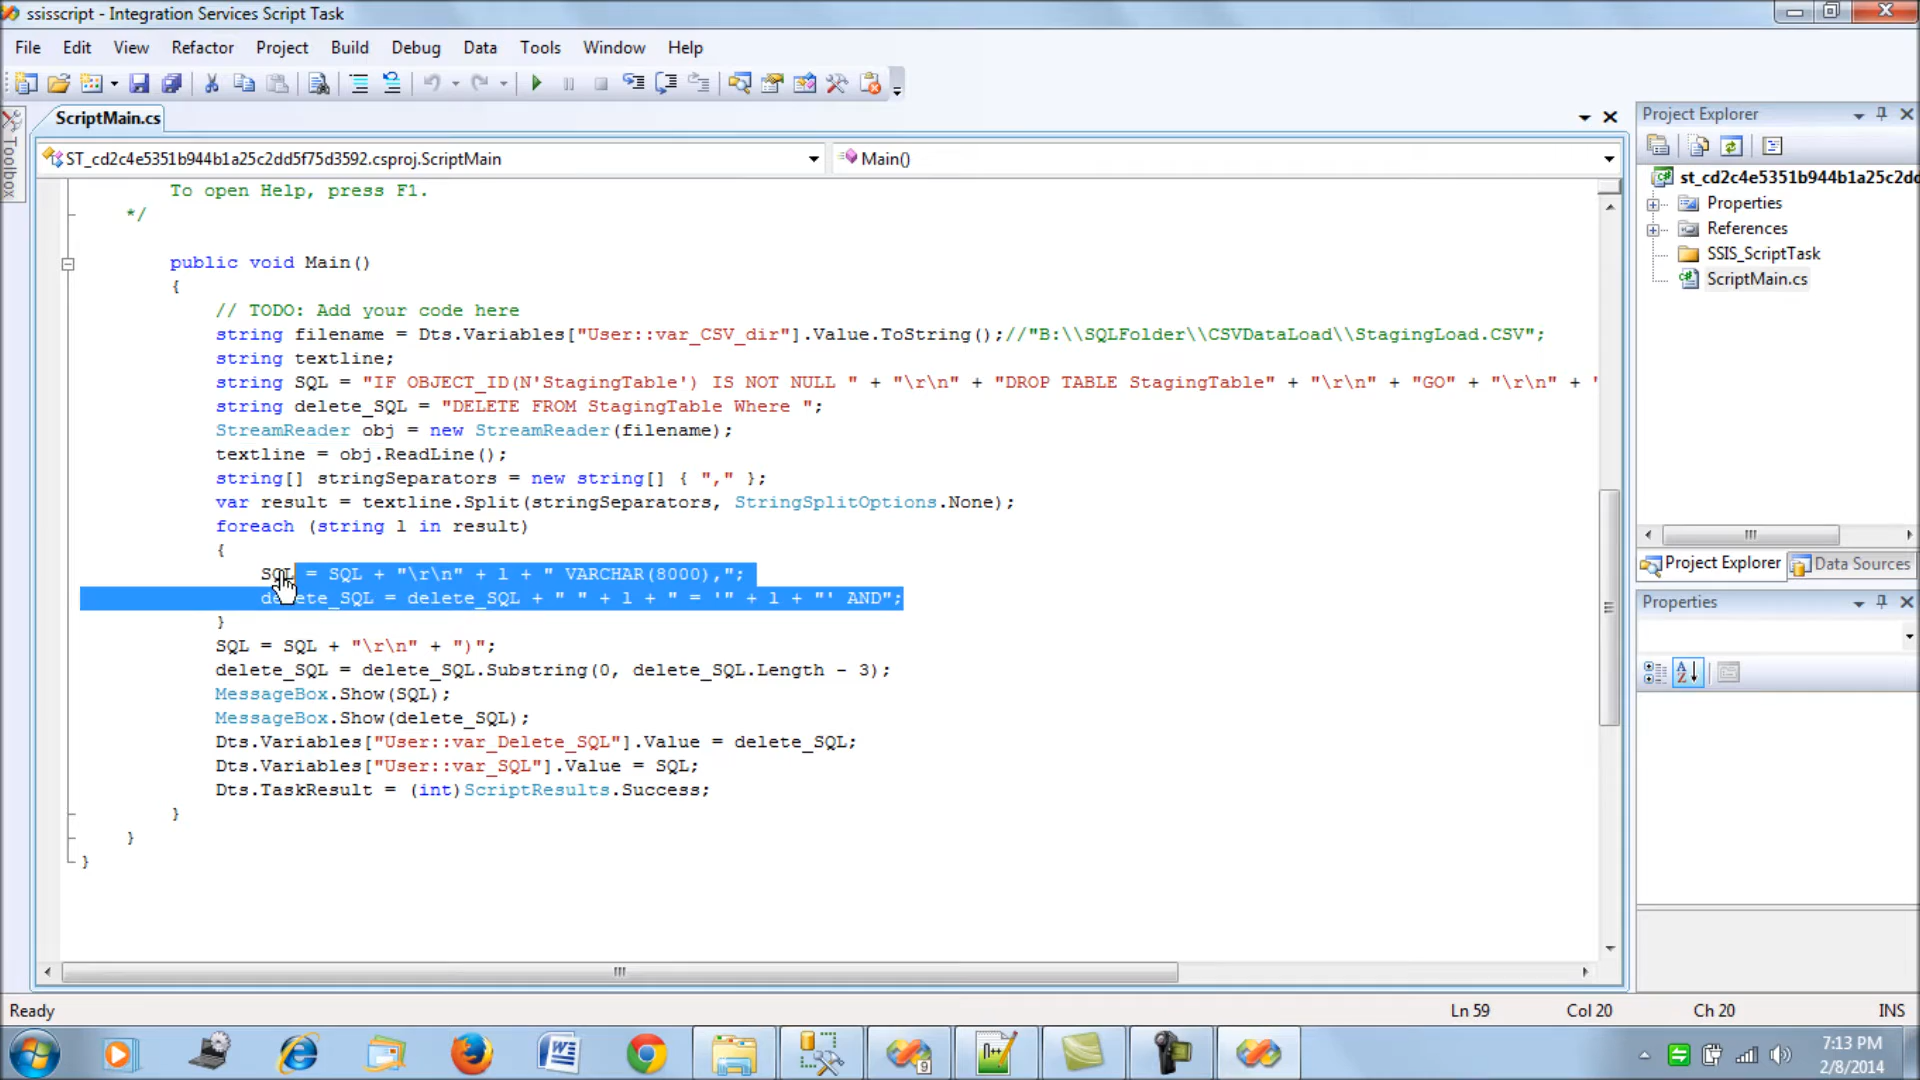 ssisscript - Integration Services Script Task
File Edit View Refactor Project Build Debug Data Tools Window Help
ScriptMain.cs
ST_cd2c4e5351b944b1a25c2dd5f75d3592.csproj.ScriptMain
Main()
Toolbox
To open Help, press F1.
*/
public void Main()
{
// TODO: Add your code here
string filename = Dts.Variables["User::var_CSV_dir"].Value.ToString();//"B:\\SQLFolder\\CSVDataLoad\\StagingLoad.CSV";
string textline;
string SQL = "IF OBJECT_ID(N'StagingTable') IS NOT NULL " + "\r\n" + "DROP TABLE StagingTable" + "\r\n" + "GO" + "\r\n" + '
string delete_SQL = "DELETE FROM StagingTable Where ";
StreamReader obj = new StreamReader(filename);
textline = obj.ReadLine();
string[] stringSeparators = new string[] { "," };
var result = textline.Split(stringSeparators, StringSplitOptions.None);
foreach (string l in result)
{
SQL = SQL + "\r\n" + l + " VARCHAR(8000),";
delete_SQL = delete_SQL + " " + l + " = '" + l + "' AND";
}
SQL = SQL + "\r\n" + ")";
delete_SQL = delete_SQL.Substring(0, delete_SQL.Length - 3);
MessageBox.Show(SQL);
MessageBox.Show(delete_SQL);
Dts.Variables["User::var_Delete_SQL"].Value = delete_SQL;
Dts.Variables["User::var_SQL"].Value = SQL;
Dts.TaskResult = (int)ScriptResults.Success;
}
}
}
Project Explorer
st_cd2c4e5351b944b1a25c2dd
Properties
References
SSIS_ScriptTask
ScriptMain.cs
Project Explorer Data Sources
Properties
Ready
Ln 59 Col 20 Ch 20 INS
9
7:13 PM
2/8/2014